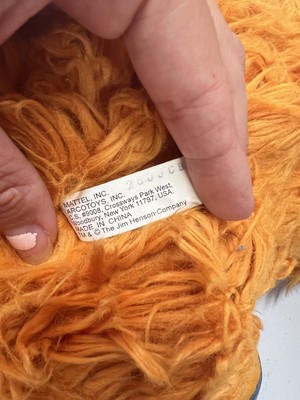 MATTEL, INC.
ARCOTOYS, INC.
#9008, Crossways Park West,
Woodbury, New York 11797, USA.
MADE IN CHINA
& © The Jim Henson Company